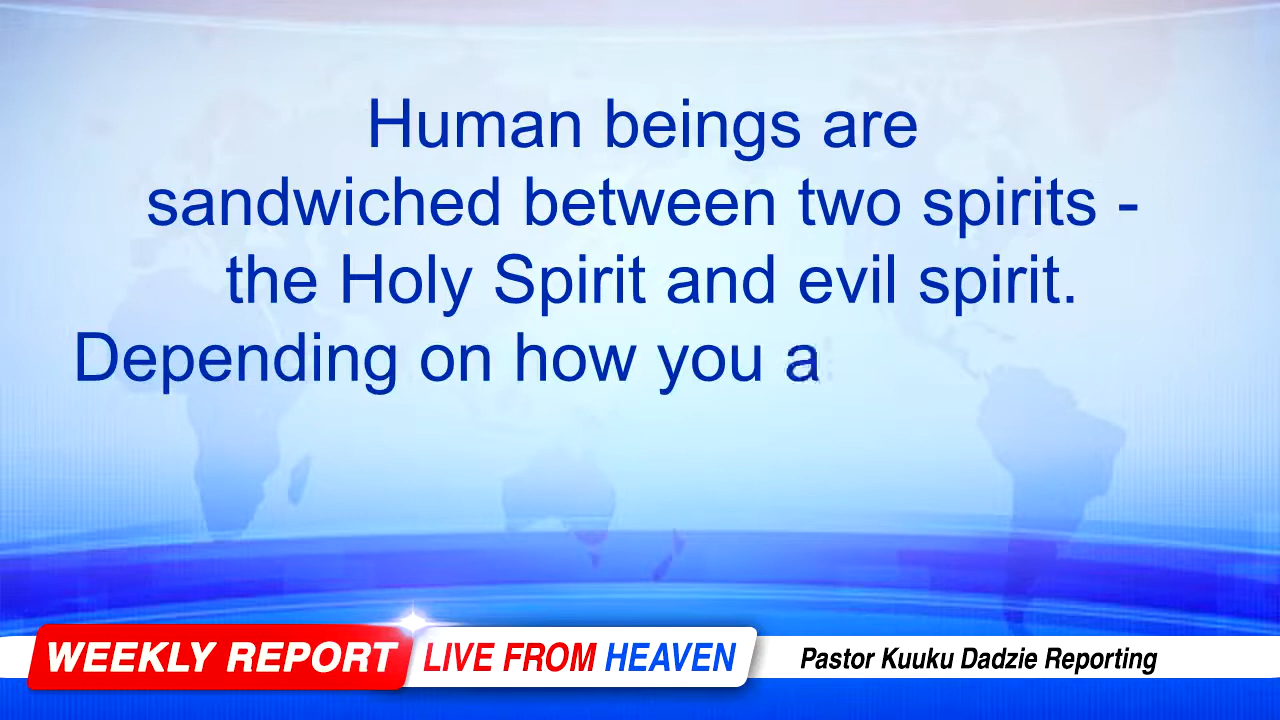 Human beings are
sandwiched between two spirits -
the Holy Spirit and evil spirit.
Depending on how you a
WEEKLY REPORT
LIVE FROM HEAVEN
Pastor Kuuku Dadzie Reporting